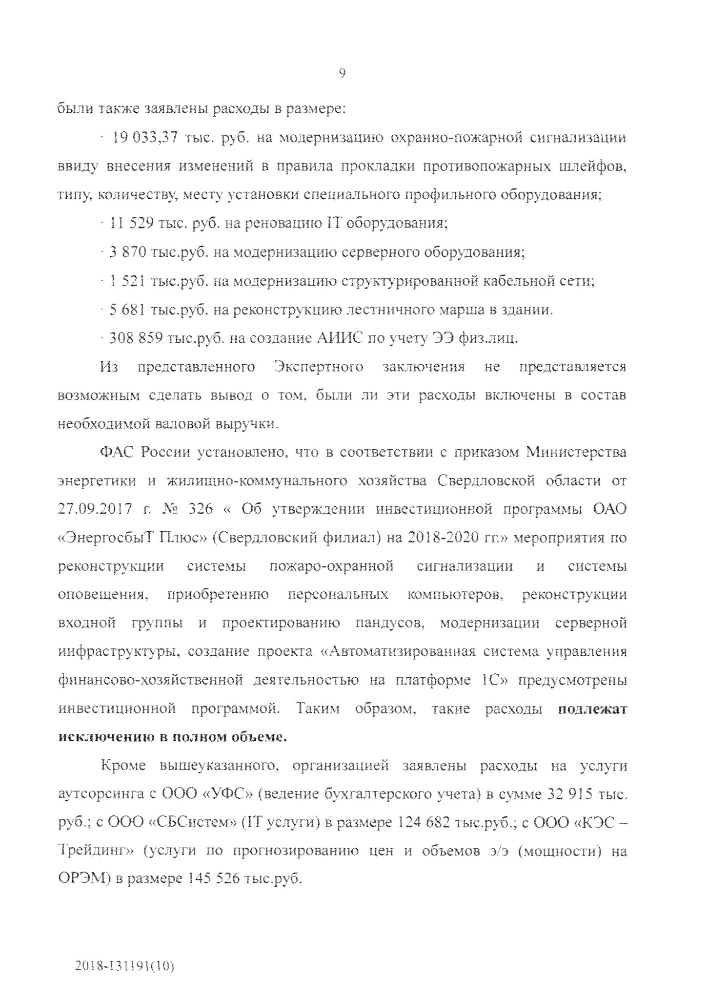 9
были также заявлены расходы в размере:
· 19 033,37 тыс. руб. на модернизацию охранно-пожарной сигнализации
ввиду внесения изменений в правила прокладки противопожарных шлейфов,
типу, количеству, месту установки специального профильного оборудования;
· 11 529 тыс. руб. на реновацию IT оборудования;
· 3 870 тыс.руб. на модернизацию серверного оборудования;
· 1 521 тыс.руб. на модернизацию структурированной кабельной сети;
· 5 681 тыс.руб. на реконструкцию лестничного марша в здании.
· 308 859 тыс.руб. на создание АИИС по учету ЭЭ физ.лиц.
Из представленного Экспертного заключения не представляется
возможным сделать вывод о том, были ли эти расходы включены в состав
необходимой валовой выручки.
ФАС России установлено, что в соответствии с приказом Министерства
энергетики и жилищно-коммунального хозяйства Свердловской области от
27.09.2017 г. № 326 « Об утверждении инвестиционной программы ОАО
«ЭнергосбыТ Плюс» (Свердловский филиал) на 2018-2020 гг.» мероприятия по
реконструкции системы пожаро-охранной сигнализации и системы
оповещения, приобретению персональных компьютеров, реконструкции
входной группы и проектированию пандусов, модернизации серверной
инфраструктуры, создание проекта «Автоматизированная система управления
финансово-хозяйственной деятельностью на платформе 1С» предусмотрены
инвестиционной программой. Таким образом, такие расходы подлежат
исключению в полном объеме.
Кроме вышеуказанного, организацией заявлены расходы на услуги
аутсорсинга с ООО «УФС» (ведение бухгалтерского учета) в сумме 32 915 тыс.
руб.; с ООО «СБСистем» (IT услуги) в размере 124 682 тыс.руб.; с ООО «КЭС –
Трейдинг» (услуги по прогнозированию цен и объемов э/э (мощности) на
ОРЭМ) в размере 145 526 тыс.руб.
2018-131191(10)